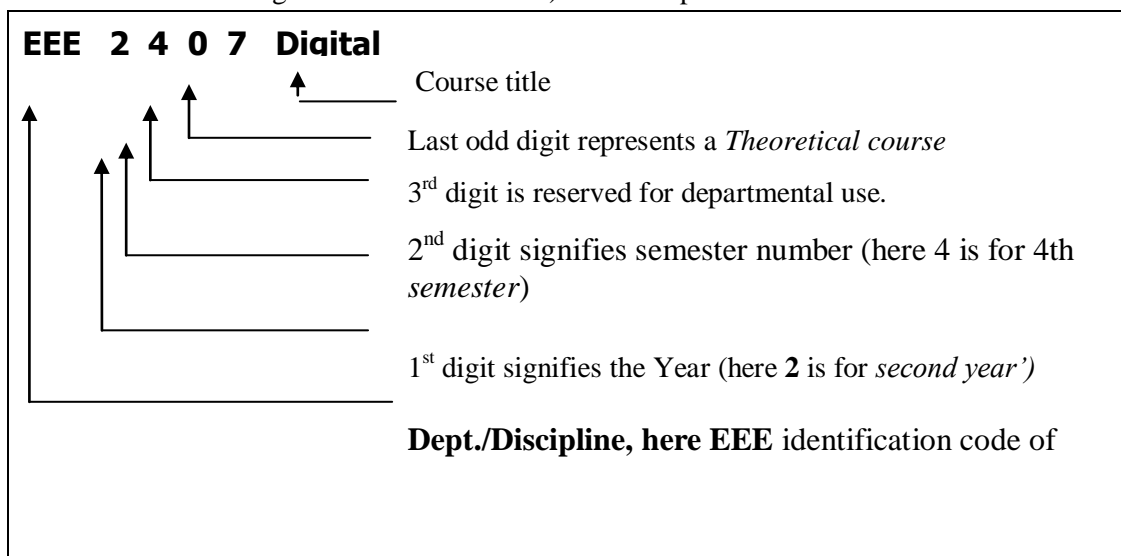 EEE 2 4 0 7 Digital
Course title
Last odd digit represents a Theoretical course
3rd digit is reserved for departmental use.
2nd digit signifies semester number (here 4 is for 4th
semester)
1st digit signifies the Year (here 2 is for second year’)
Dept./Discipline, here EEE identification code of